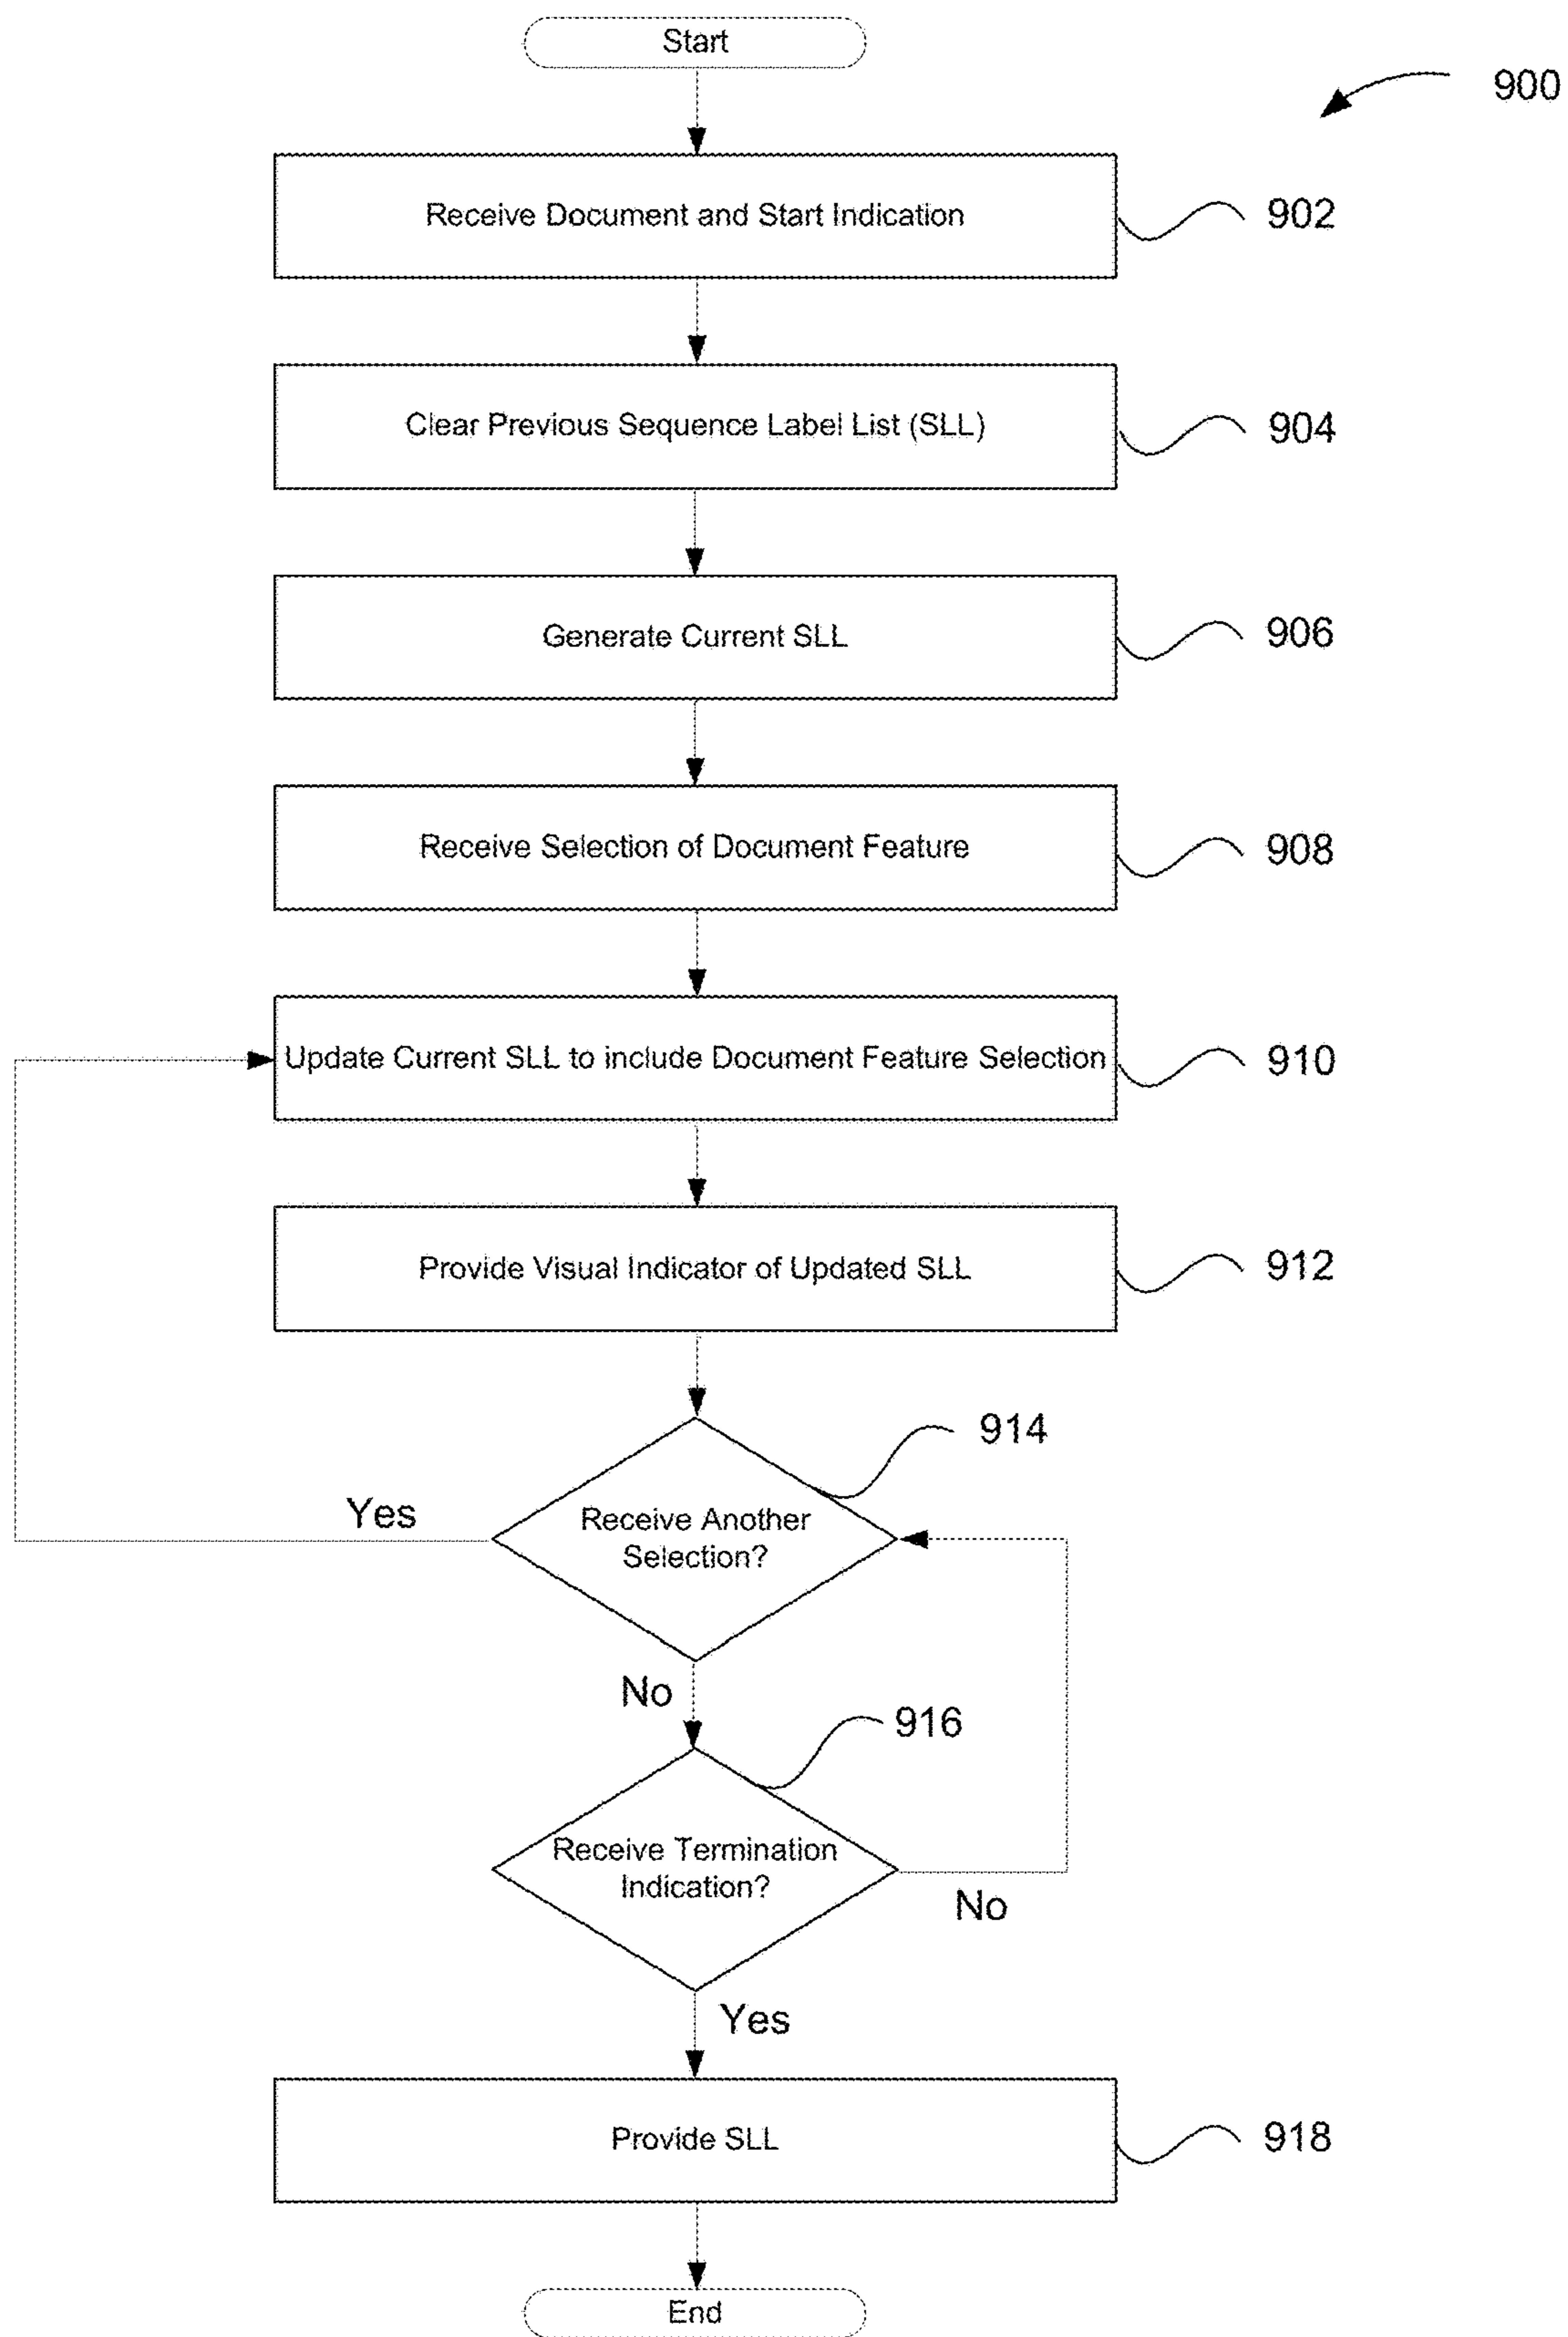 Start
900
Receive Document and Start Indication
902
Clear Previous Sequence Label List (SLL)
904
Generate Current SLL
906
Receive Selection of Document Feature
908
Update Current SLL to include Document Feature Selection
910
Provide Visual Indicator of Updated SLL
912
914
Receive Another
Selection?
Yes
No
916
Receive Termination
Indication?
No
Yes
Provide SLL
918
End